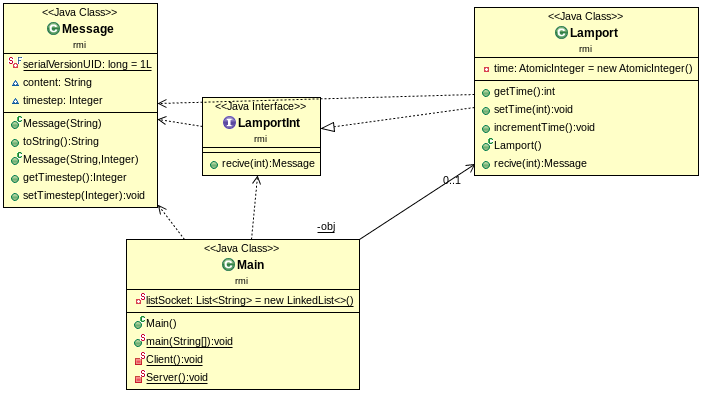 <<Java Class>>
Message
rmi
serialVersionUID: long = 1L
content: String
timestep: Integer
Message(String)
toString():String
Message(String,Integer)
getTimestep():Integer
setTimestep(Integer):void
<<Java Interface>>
LamportInt
rmi
recive(int):Message
<<Java Class>>
Lamport
rmi
time: AtomicInteger = new AtomicInteger()
getTime():int
setTime(int):void
incrementTime():void
Lamport()
recive(int):Message
0..1
-obj
<<Java Class>>
Main
rmi
listSocket: List<String> = new LinkedList<>()
Main()
main(String[]):void
Client():void
Server():void